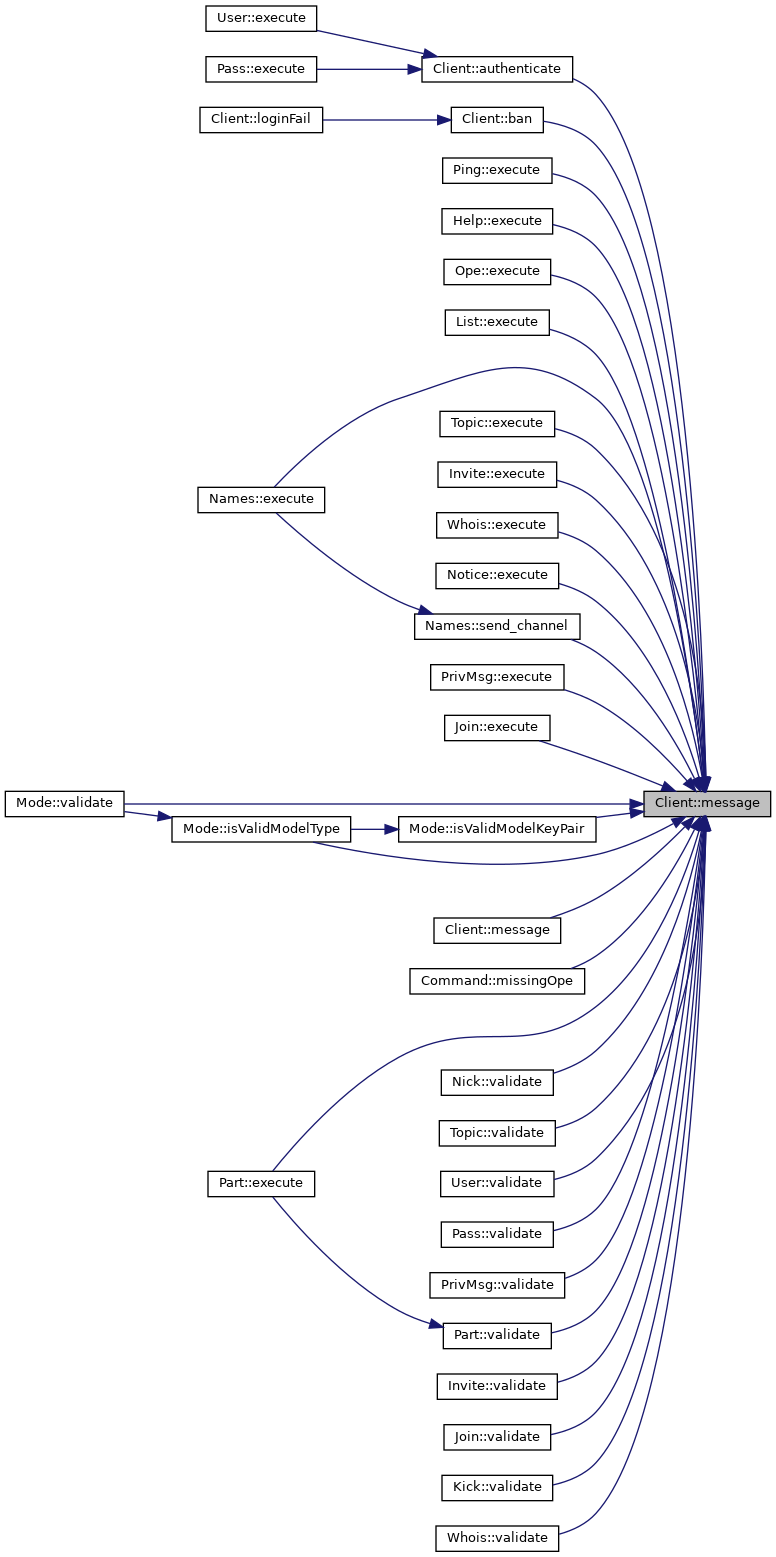 User::execute
Pass::execute
Client::authenticate
Client::loginFail
Client::ban
Ping::execute
Help::execute
Ope::execute
List::execute
Topic::execute
Invite::execute
Names::execute
Whois::execute
Notice::execute
Names::send_channel
PrivMsg::execute
Join::execute
Mode::validate
Client::message
Mode::isValidModelType
Mode::isValidModelKeyPair
Client::message
Command::missingOpe
Nick::validate
Topic::validate
Part::execute
User::validate
Pass::validate
PrivMsg::validate
Part::validate
Invite::validate
Join::validate
Kick::validate
Whois::validate